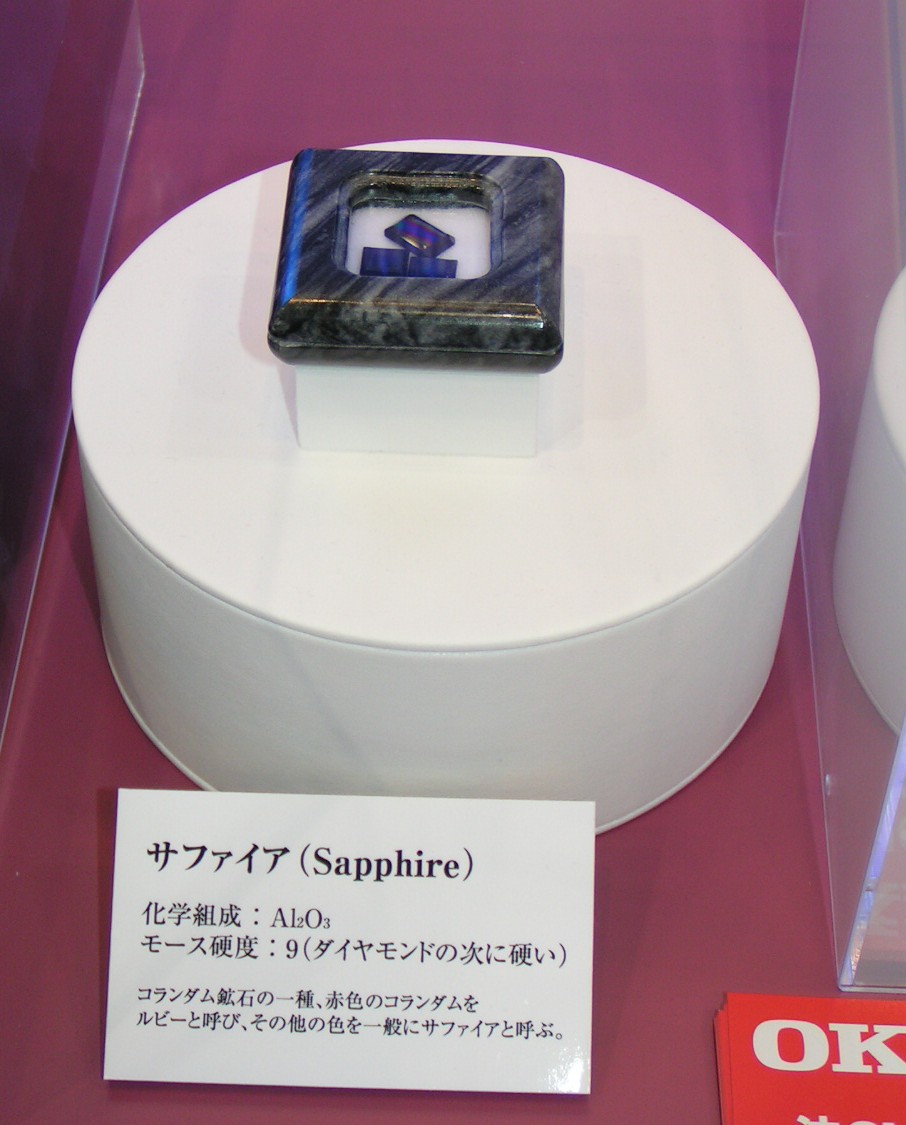 サファイア(Sapphire)
化学組成：Al₂O₃
モース硬度：9(ダイヤモンドの次に硬い)
コランダム鉱石の一種、赤色のコランダムを
ルビーと呼び、その他の色を一般にサファイアと呼ぶ。
OK